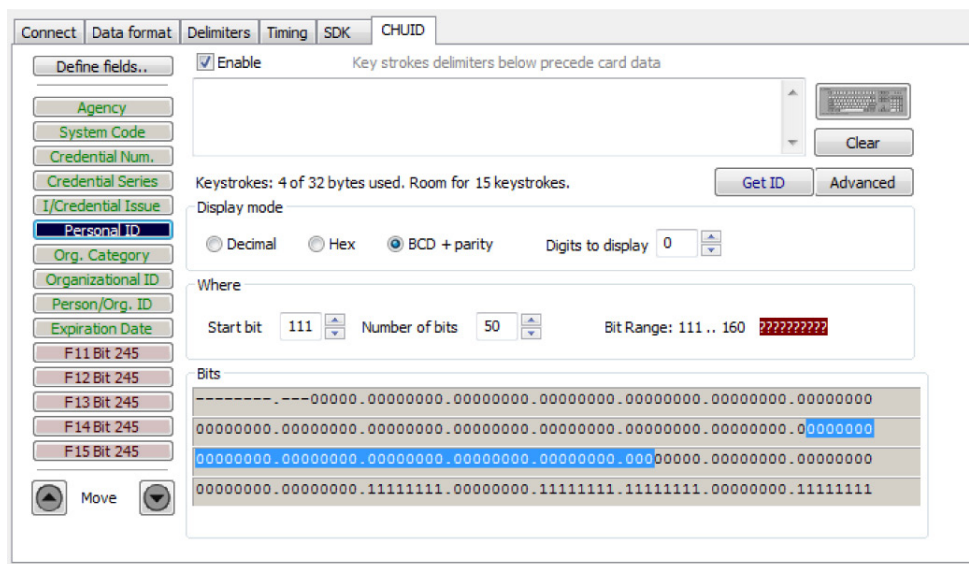 Connect Data format Delimiters Timing SDK CHUID
Define fields..
Agency
System Code
Credential Num.
Credential Series
I/Credential Issue
Personal ID
Org. Category
Organizational ID
Person/Org. ID
Expiration Date
F11 Bit 245
F12 Bit 245
F13 Bit 245
F14 Bit 245
F15 Bit 245
Move
Enable Key strokes delimiters below precede card data
Clear
Keystrokes: 4 of 32 bytes used. Room for 15 keystrokes. Get ID Advanced
Display mode
Decimal Hex BCD + parity Digits to display 0
Where
Start bit 111 Number of bits 50 Bit Range: 111 .. 160 ??????????
Bits
--------.---00000.00000000.00000000.00000000.00000000.00000000.00000000
00000000.00000000.00000000.00000000.00000000.00000000.00000000.00000000
00000000.00000000.00000000.00000000.00000000.00000000.00000000.00000000
00000000.00000000.11111111.00000000.11111111.11111111.00000000.11111111